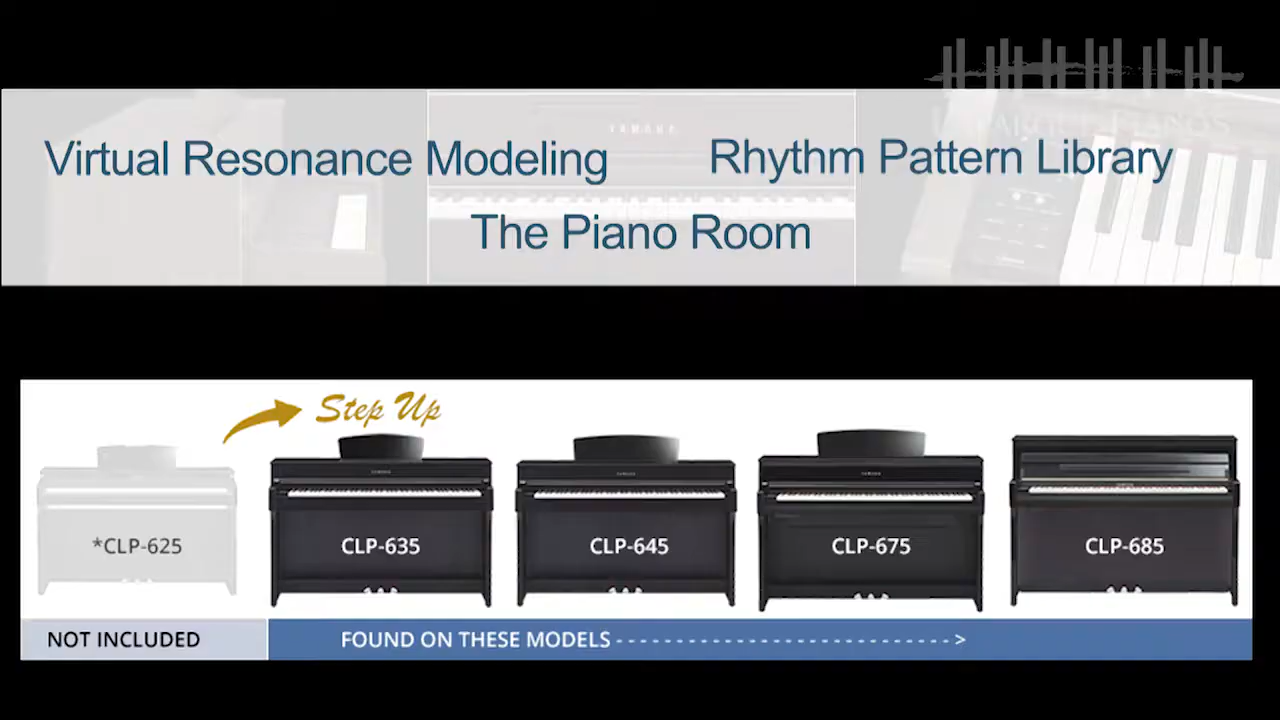 Virtual Resonance Modeling
Rhythm Pattern Library
The Piano Room
YAMAHA
Step Up
*CLP-625
CLP-635
CLP-645
CLP-675
CLP-685
NOT INCLUDED
FOUND ON THESE MODELS - - - - - - - - - - - - - - - - - - - - - - - - - - - - >